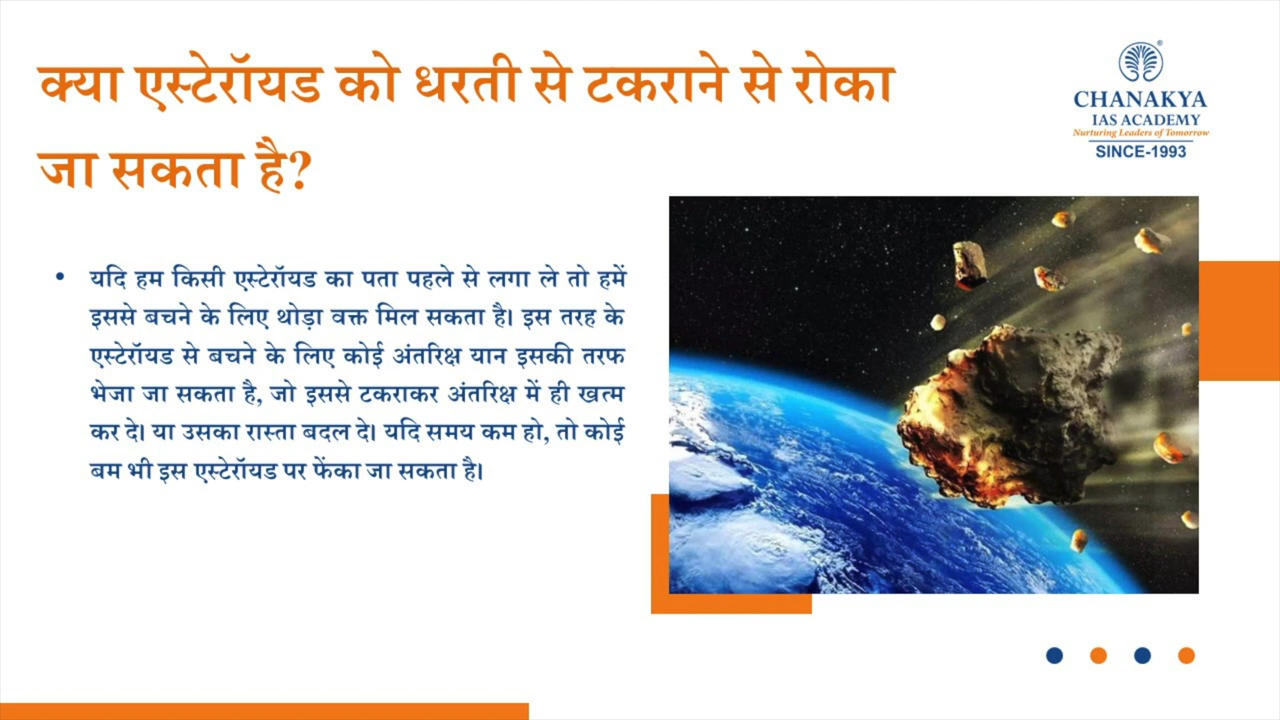 क्या एस्टेरॉयड को धरती से टकराने से रोका
जा सकता है?
®
CHANAKYA
IAS ACADEMY
Nurturing Leaders of Tomorrow
SINCE-1993
• यदि हम किसी एस्टेरॉयड का पता पहले से लगा ले तो हमें
इससे बचने के लिए थोड़ा वक्त मिल सकता है। इस तरह के
एस्टेरॉयड से बचने के लिए कोई अंतरिक्ष यान इसकी तरफ
भेजा जा सकता है, जो इससे टकराकर अंतरिक्ष में ही खत्म
कर दे। या उसका रास्ता बदल दे। यदि समय कम हो, तो कोई
बम भी इस एस्टेरॉयड पर फेंका जा सकता है।